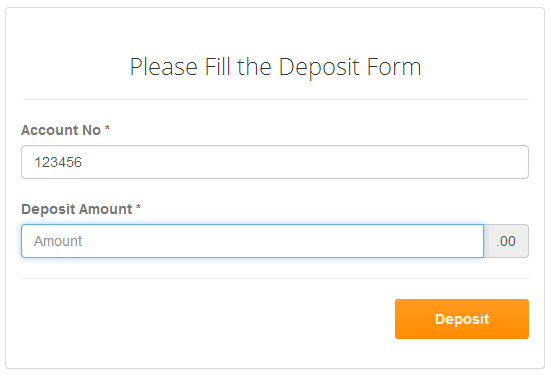 Please Fill the Deposit Form
Account No *
123456
Deposit Amount *
Amount .00
Deposit